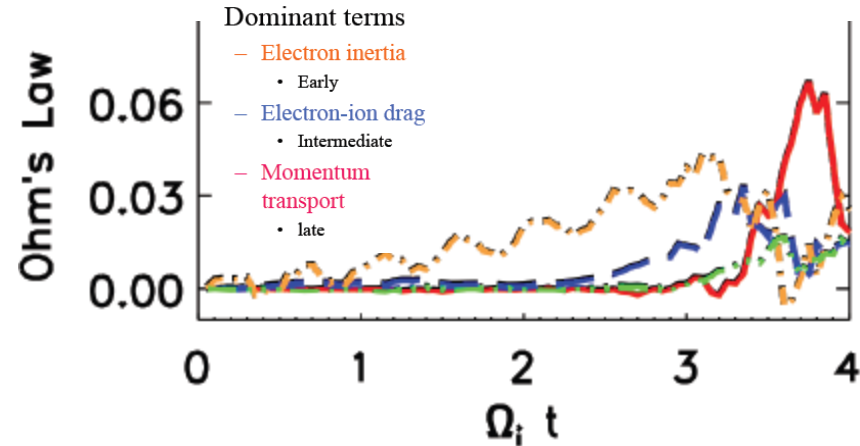 Dominant terms
– Electron inertia
• Early
– Electron-ion drag
• Intermediate
– Momentum
transport
• late
Ohm's Law
0.06
0.03
0.00
0 1 2 3 4
Ωi t